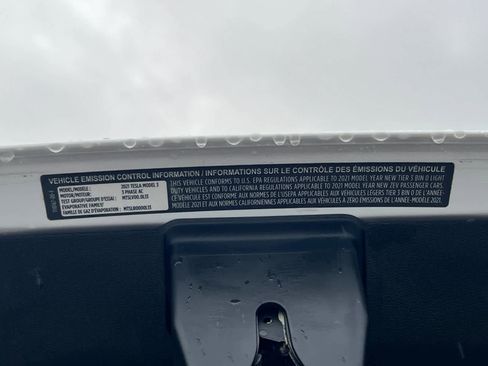 VEHICLE EMISSION CONTROL INFORMATION / INFORMATIONS SUR LE CONTRÔLE DES ÉMISSIONS DU VÉHICULE
MODEL/MODÈLE : 2021 TESLA MODEL 3
MOTOR/MOTEUR: 3 PHASE AC
TEST GROUP/GROUPE D'ESSAI : MTSLV00.0L13
EVAPORATIVE FAMILY/
FAMILLE DE GAZ D'ÉVAPORATION : MTSLR0000L13
THIS VEHICLE CONFORMS TO U.S. EPA REGULATIONS APPLICABLE TO 2021 MODEL YEAR NEW TIER 3 BIN 0 LIGHT
DUTY VEHICLES AND TO CALIFORNIA REGULATIONS APPLICABLE TO 2021 MODEL YEAR NEW ZEV PASSENGER CARS.
CE VÉHICULE EST CONFORME AUX NORMES DE L'USEPA APPLICABLES AUX VÉHICULES LÉGERS TIER 3 BIN 0 DE L'ANNÉE-
MODÈLE 2021 ET AUX NORMES CALIFORNIENNES APPLICABLES AUX VÉHICULES À ZÉRO ÉMISSIONS DE L'ANNÉE-MODÈLE 2021.